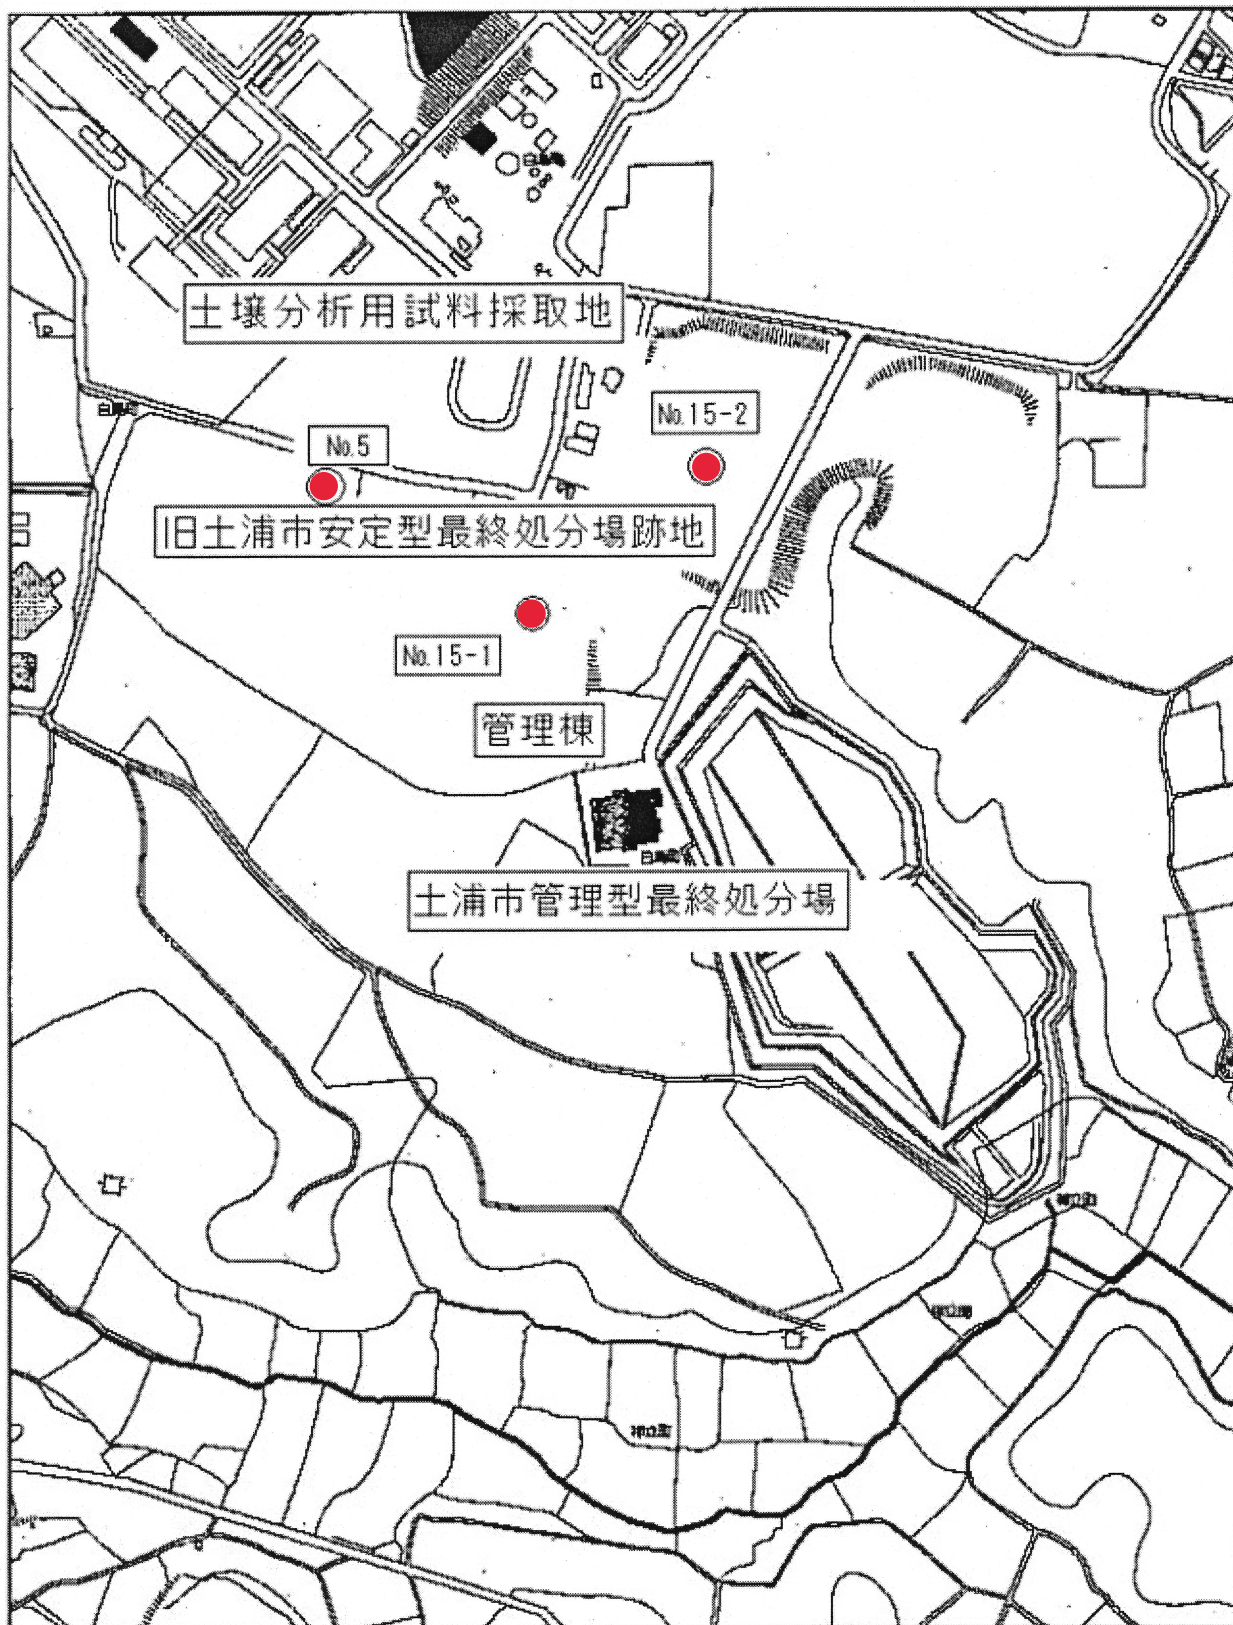 土壌分析用試料採取地
No.15-2
No.5
旧土浦市安定型最終処分場跡地
No.15-1
管理棟
土浦市管理型最終処分場